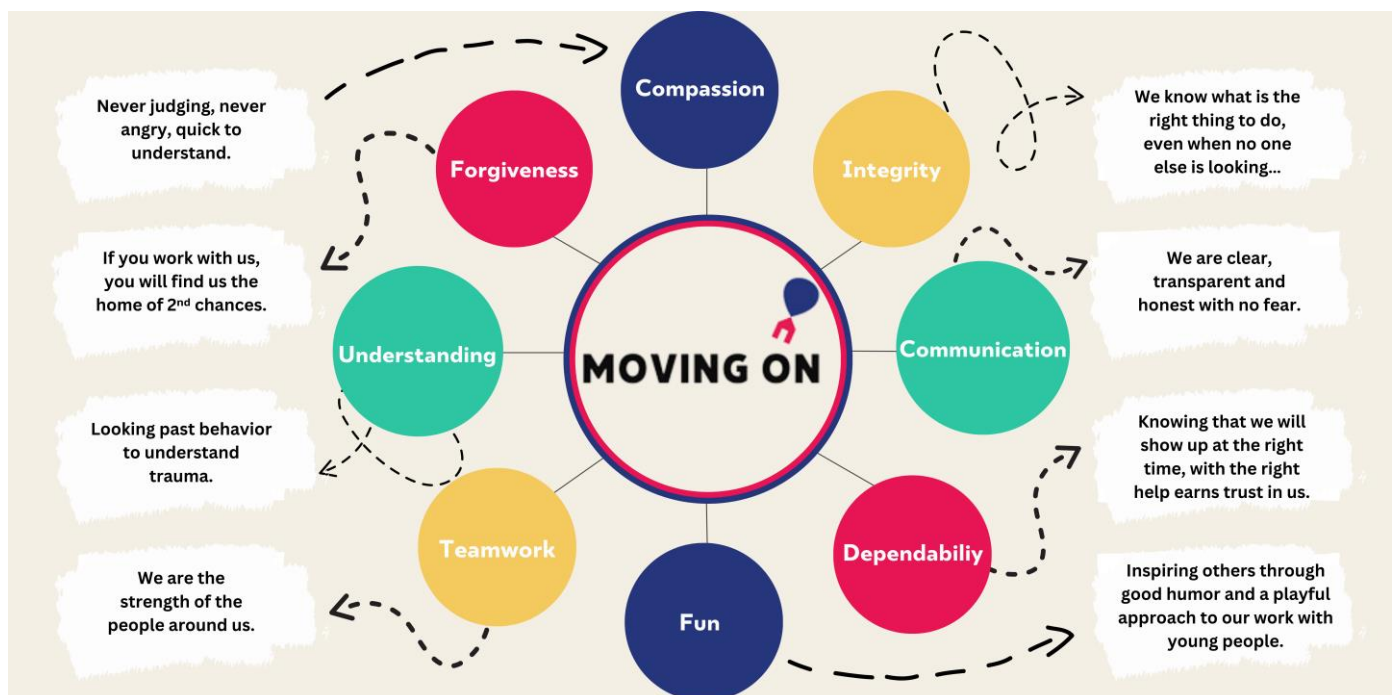 Never judging, never
angry, quick to
understand.
Compassion
Forgiveness
Integrity
We know what is the
right thing to do,
even when no one
else is looking...
If you work with us,
you will find us the
home of 2nd chances.
Understanding
MOVING ON
Communication
We are clear,
transparent and
honest with no fear.
Looking past behavior
to understand
trauma.
Teamwork
Dependabiliy
Knowing that we will
show up at the right
time, with the right
help earns trust in us.
We are the
strength of the
people around us.
Fun
Inspiring others through
good humor and a playful
approach to our work with
young people.